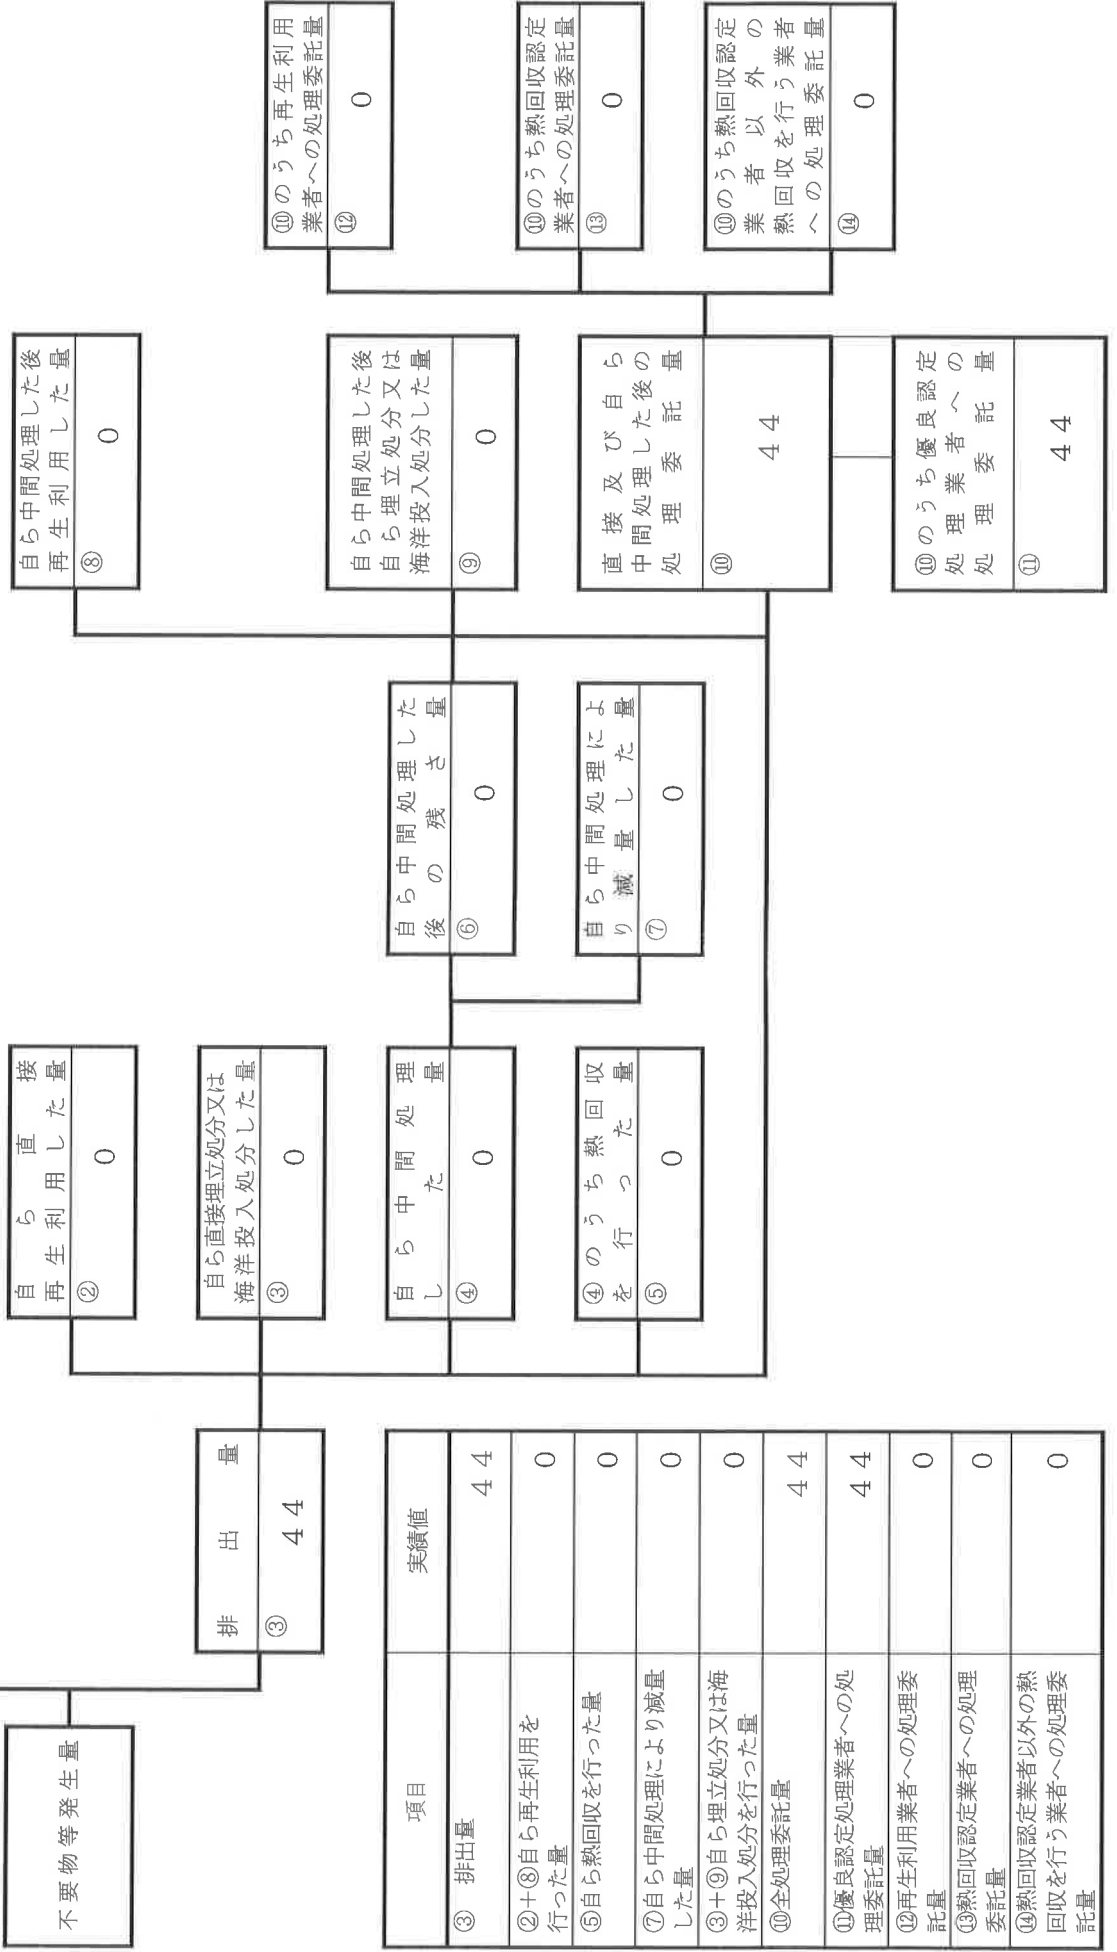 不要物等発生量
排出量
③
44
自ら直接
再生利用した量
②
0
自ら直接埋立処分又は
海洋投入処分した量
③
0
自ら中間処理
した量
④
0
④のうち熱回収
を行った量
⑤
0
自ら中間処理した
後の残さ量
⑥
0
自ら中間処理によ
り減量した量
⑦
0
自ら中間処理した後
再生利用した量
⑧
0
自ら中間処理した後
自ら埋立処分又は
海洋投入処分した量
⑨
0
直接及び自ら
中間処理した後の
処理委託量
⑩
44
⑩のうち優良認定
処理業者への
処理委託量
⑪
44
⑩のうち再生利用
業者への処理委託量
⑫
0
⑩のうち熱回収認定
業者への処理委託量
⑬
0
⑩のうち熱回収認定
業者以外の
熱回収を行う業者
への処理委託量
⑭
0
項目 実績値
③ 排出量 44
②+⑧自ら再生利用を
行った量 0
⑤自ら熱回収を行った量 0
⑦自ら中間処理により減量
した量 0
③+⑨自ら埋立処分又は海
洋投入処分を行った量 0
⑩全処理委託量 44
⑪優良認定処理業者への処
理委託量 44
⑫再生利用業者への処理委
託量 0
⑬熱回収認定業者への処理
委託量 0
⑭熱回収認定業者以外の熱
回収を行う業者への処理委
託量 0